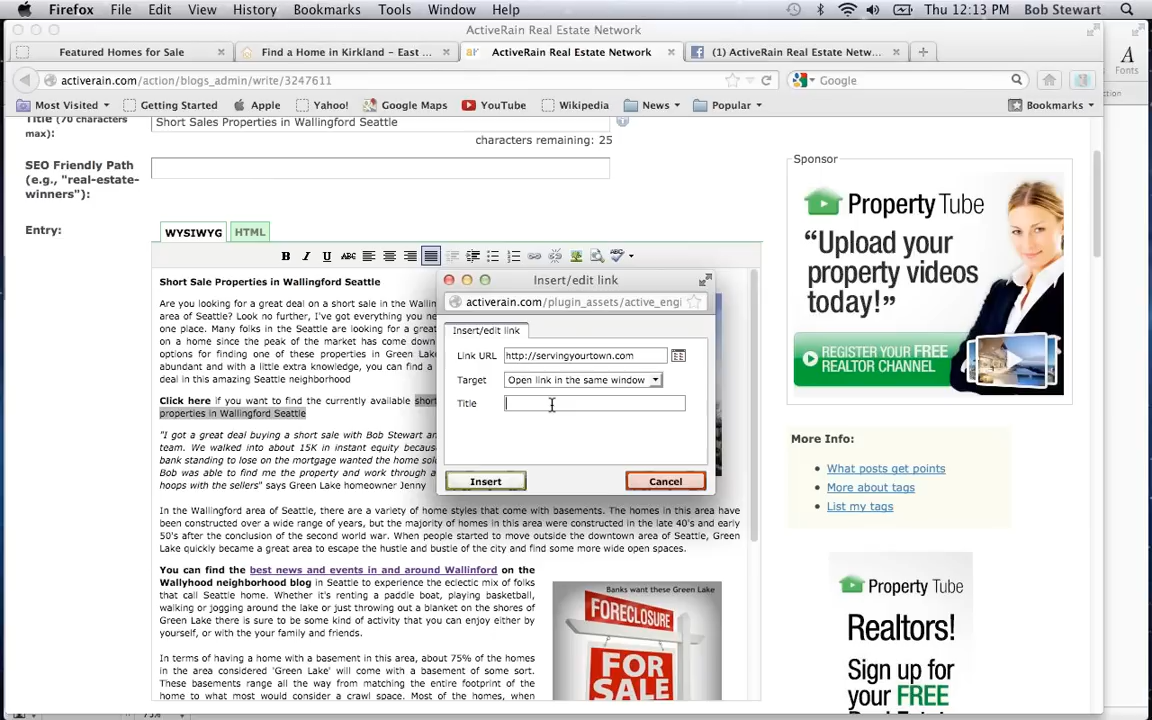 Firefox File Edit View History Bookmarks Tools Window Help Thu 12:13 PM Bob Stewart
ActiveRain Real Estate Network
Featured Homes for Sale Find a Home in Kirkland - East ... ActiveRain Real Estate Network (1) ActiveRain Real Estate Netw...
Fonts
activerain.com/action/blogs_admin/write/3247611 Google
Most Visited Getting Started Apple Yahoo! Google Maps YouTube Wikipedia News Popular Bookmarks
Title (70 characters max): Short Sales Properties in Wallingford Seattle
characters remaining: 25
SEO Friendly Path
(e.g., "real-estate-
winners"):
Entry:
WYSIWYG HTML
B I U ABC
Short Sale Properties in Wallingford Seattle
Are you looking for a great deal on a short sale in the Wallin
area of Seattle? Look no further, I've got everything you ne
one place. Many folks in the Seattle are looking for a great
on a home since the peak of the market has come down
options for finding one of these properties in Green Lake
abundant and with a little extra knowledge, you can find a
deal in this amazing Seattle neighborhood
Click here if you want to find the currently available short
properties in Wallingford Seattle
"I got a great deal buying a short sale with Bob Stewart an
team. We walked into about 15K in instant equity becaus
bank standing to lose on the mortgage wanted the home sol
Bob was able to find me the property and work through a
hoops with the sellers" says Green Lake homeowner Jenny
In the Wallingford area of Seattle, there are a variety of home styles that come with basements. The homes in this area have
been constructed over a wide range of years, but the majority of homes in this area were constructed in the late 40's and early
50's after the conclusion of the second world war. When people started to move outside the downtown area of Seattle, Green
Lake quickly became a great area to escape the hustle and bustle of the city and find some more wide open spaces.
You can find the best news and events in and around Wallinford on the
Wallyhood neighborhood blog in Seattle to experience the eclectic mix of folks
that call Seattle home. Whether it's renting a paddle boat, playing basketball,
walking or jogging around the lake or just throwing out a blanket on the shores of
Green Lake there is sure to be some kind of activity that you can enjoy either by
yourself, or with the your family and friends.
In terms of having a home with a basement in this area, about 75% of the homes
in the area considered 'Green Lake' will come with a basement of some sort.
These basements range all the way from matching the entire footprint of the
home to what most would consider a crawl space. Most of the homes, when
Banks want these Green Lake
FORECLOSURE
FOR
SALE
Insert/edit link
activerain.com/plugin_assets/active_engi
Insert/edit link
Link URL http://servingyourtown.com
Target Open link in the same window
Title
Insert Cancel
Sponsor
Property Tube
“Upload your
property videos
today!”
REGISTER YOUR FREE
REALTOR CHANNEL
More Info:
What posts get points
More about tags
List my tags
Property Tube
Realtors!
Sign up for
your FREE